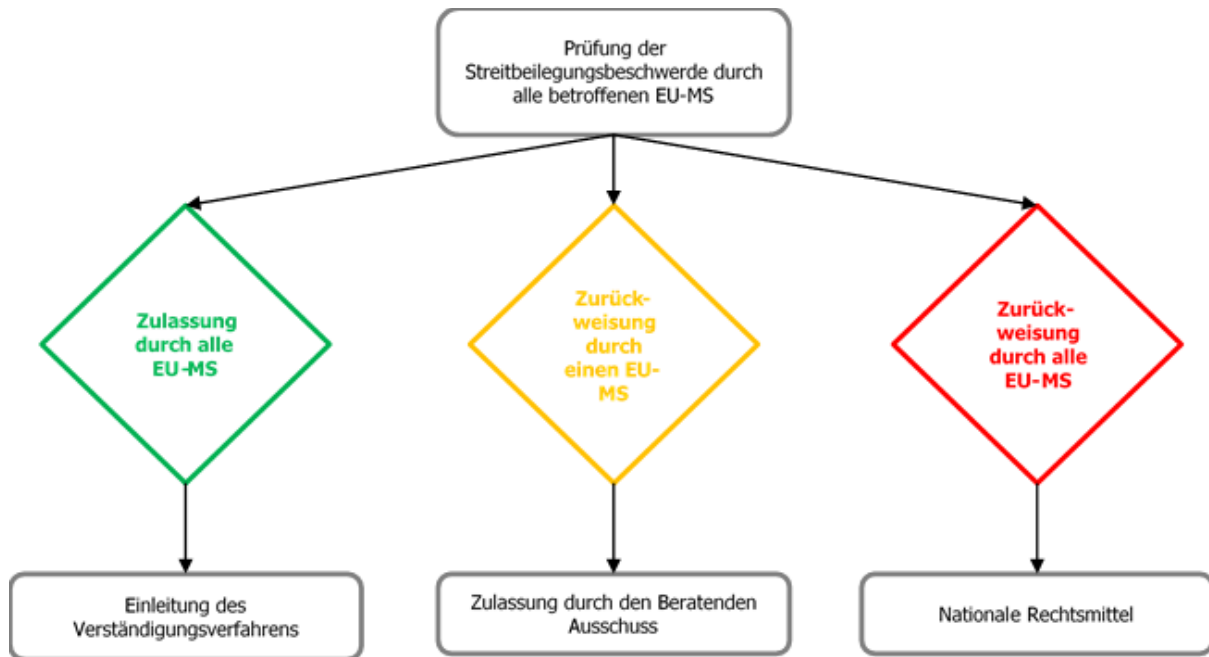 Prüfung der
Streitbeilegungsbeschwerde durch
alle betroffenen EU-MS
Zulassung
durch alle
EU-MS
Zurück-
weisung
durch
einen EU-
MS
Zurück-
weisung
durch alle
EU-MS
Einleitung des
Verständigungsverfahrens
Zulassung durch den Beratenden
Ausschuss
Nationale Rechtsmittel